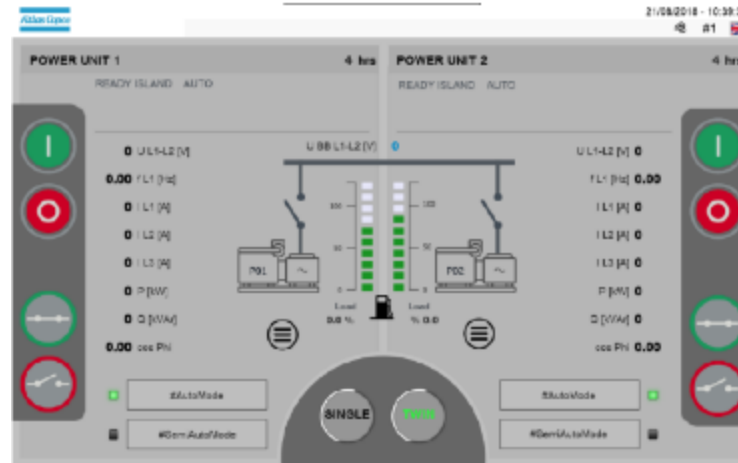 Atlas Copco
21/08/2018 - 10:39:
#1
POWER UNIT 1 4 hrs
POWER UNIT 2 4 hrs
READY ISLAND AUTO
READY ISLAND AUTO
0 U L1-L2 [V]
U BB L1-L2 [V] 0
U L1-L2 [V] 0
0.00 f L1 [Hz]
f L1 [Hz] 0.00
0 I L1 [A]
100
100
I L1 [A] 0
0 I L2 [A]
I L2 [A] 0
0 I L3 [A]
50
50
I L3 [A] 0
P01
P02
0 P [kW]
0
0
P [kW] 0
Load
Load
0 Q [kVAr]
0.0 %
% 0.0
Q [kVAr] 0
0.00 cos Phi
cos Phi 0.00
#AutoMode
#AutoMode
SINGLE
TWIN
#SemiAutoMode
#SemiAutoMode